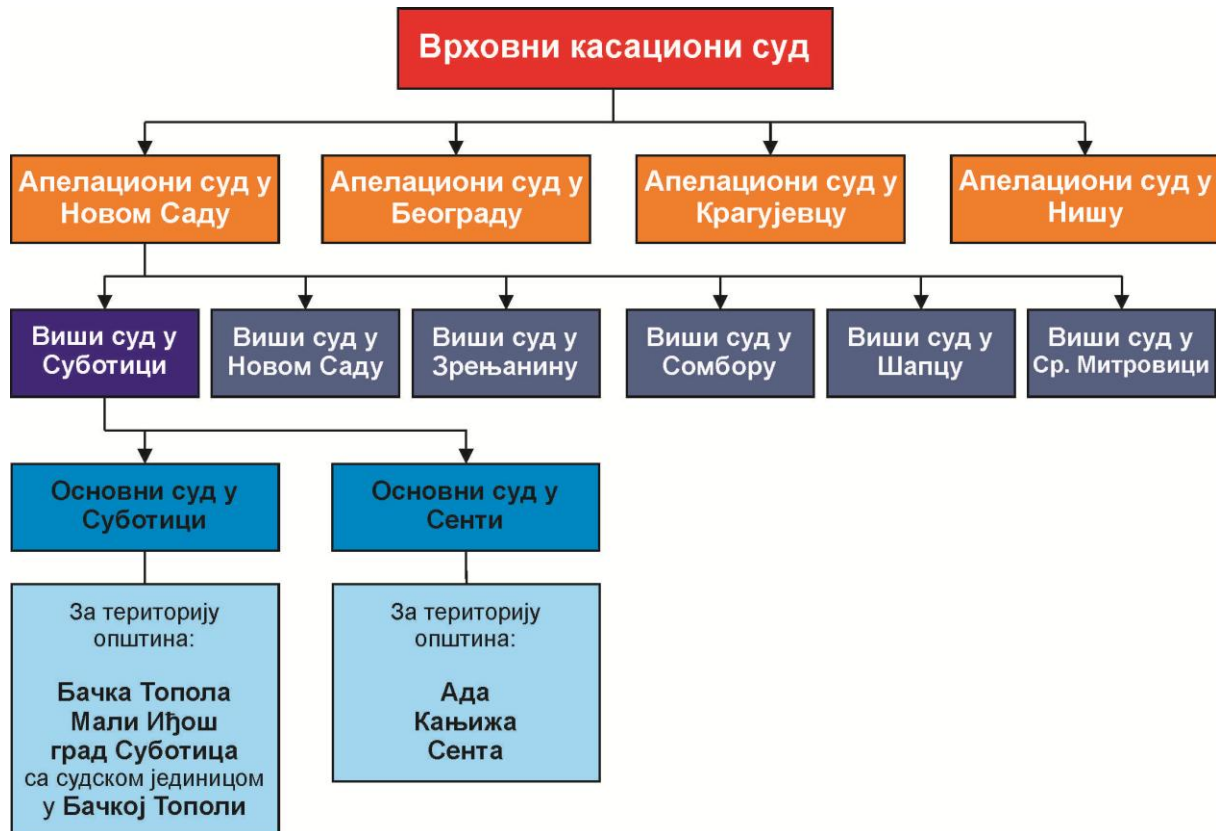 Врховни касациони суд
Апелациони суд у
Новом Саду
Апелациони суд у
Београду
Апелациони суд у
Крагујевцу
Апелациони суд у
Нишу
Виши суд у
Суботици
Виши суд у
Новом Саду
Виши суд у
Зрењанину
Виши суд у
Сомбору
Виши суд у
Шапцу
Виши суд у
Ср. Митровици
Основни суд у
Суботици
Основни суд у
Сенти
За територију
општина:
Бачка Топола
Мали Иђош
град Суботица
са судском јединицом
у Бачкој Тополи
За територију
општина:
Ада
Кањижа
Сента